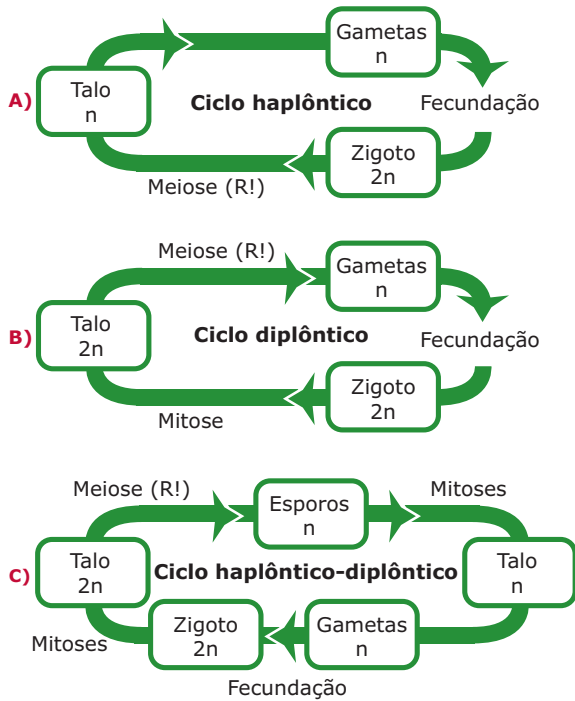 Gametas
n
A)
Talo
n
Ciclo haplôntico
Fecundação
Zigoto
2n
Meiose (R!)
Meiose (R!)
Gametas
n
B)
Talo
2n
Ciclo diplôntico
Fecundação
Zigoto
2n
Mitose
Meiose (R!)
Esporos
n
Mitoses
C)
Talo
2n
Ciclo haplôntico-diplôntico
Talo
n
Mitoses
Zigoto
2n
Gametas
n
Fecundação